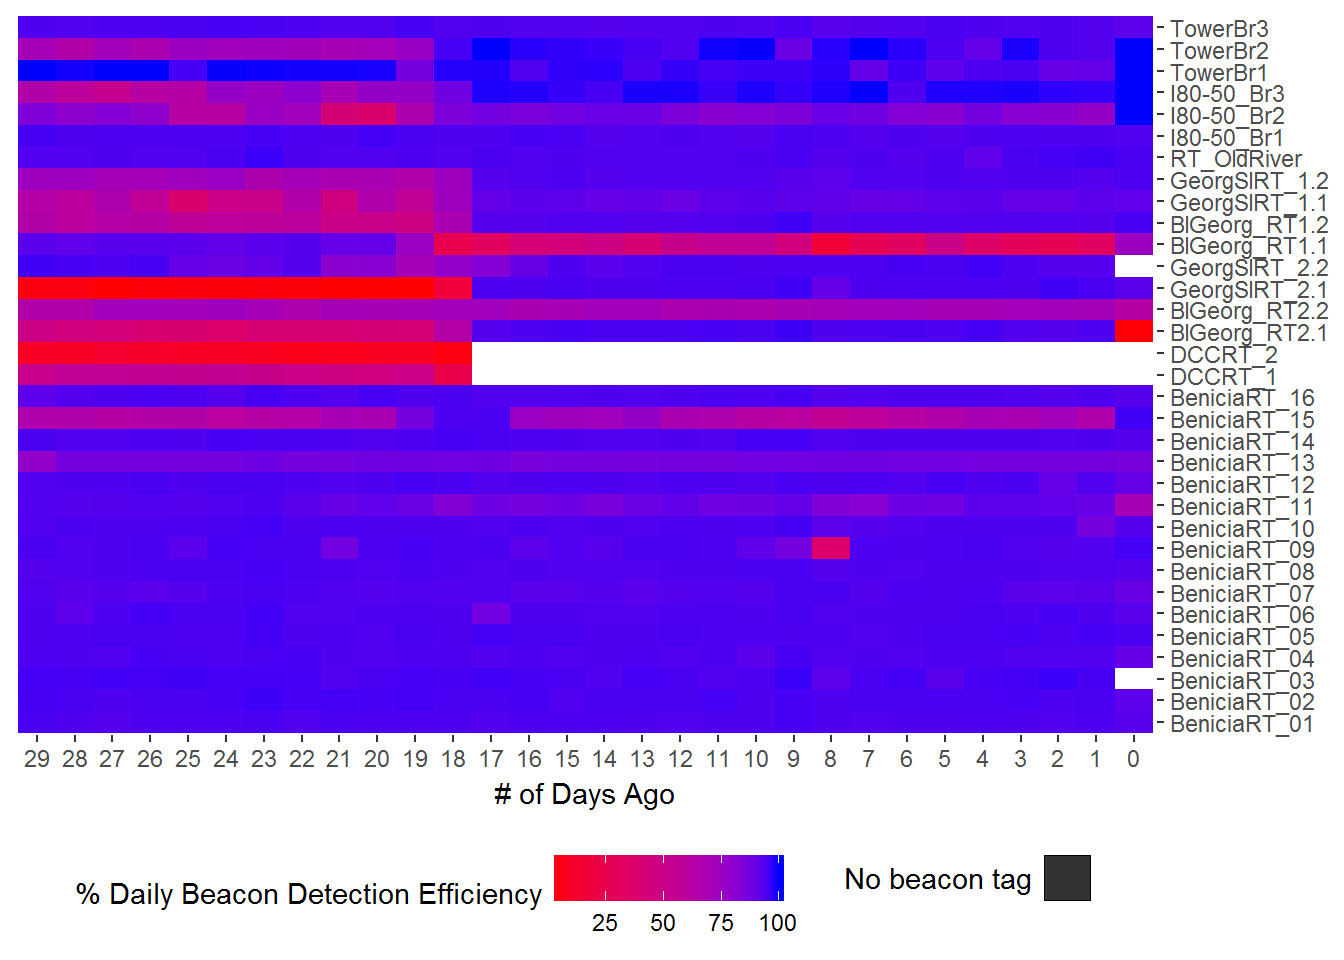 TowerBr3
TowerBr2
TowerBr1
I80-50_Br3
I80-50_Br2
I80-50_Br1
RT_OldRiver
GeorgSlRT_1.2
GeorgSlRT_1.1
BlGeorg_RT1.2
BlGeorg_RT1.1
GeorgSlRT_2.2
GeorgSlRT_2.1
BlGeorg_RT2.2
BlGeorg_RT2.1
DCCRT_2
DCCRT_1
BeniciaRT_16
BeniciaRT_15
BeniciaRT_14
BeniciaRT_13
BeniciaRT_12
BeniciaRT_11
BeniciaRT_10
BeniciaRT_09
BeniciaRT_08
BeniciaRT_07
BeniciaRT_06
BeniciaRT_05
BeniciaRT_04
BeniciaRT_03
BeniciaRT_02
BeniciaRT_01
29 28 27 26 25 24 23 22 21 20 19 18 17 16 15 14 13 12 11 10 9 8 7 6 5 4 3 2 1 0
# of Days Ago
% Daily Beacon Detection Efficiency
25 50 75 100
No beacon tag